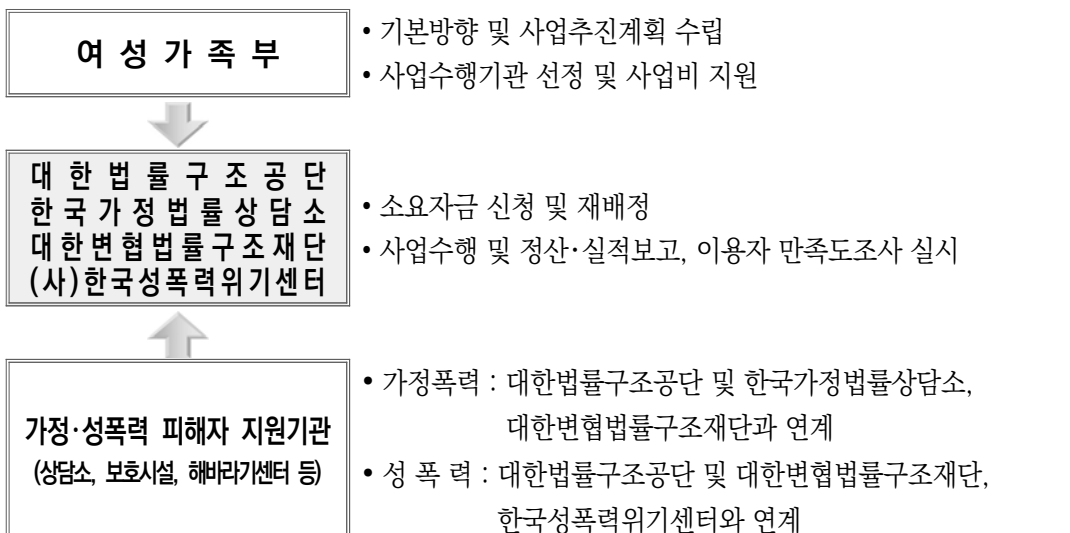 여 성 가 족 부
• 기본방향 및 사업추진계획 수립
• 사업수행기관 선정 및 사업비 지원
대 한 법 률 구 조 공 단
한 국 가 정 법 률 상 담 소
대 한 변 협 법 률 구 조 재 단
(사)한국성폭력위기센터
• 소요자금 신청 및 재배정
• 사업수행 및 정산·실적보고, 이용자 만족도조사 실시
가정·성폭력 피해자 지원기관
(상담소, 보호시설, 해바라기센터 등)
• 가정폭력 : 대한법률구조공단 및 한국가정법률상담소,
대한변협법률구조재단과 연계
• 성 폭 력 : 대한법률구조공단 및 대한변협법률구조재단,
한국성폭력위기센터와 연계